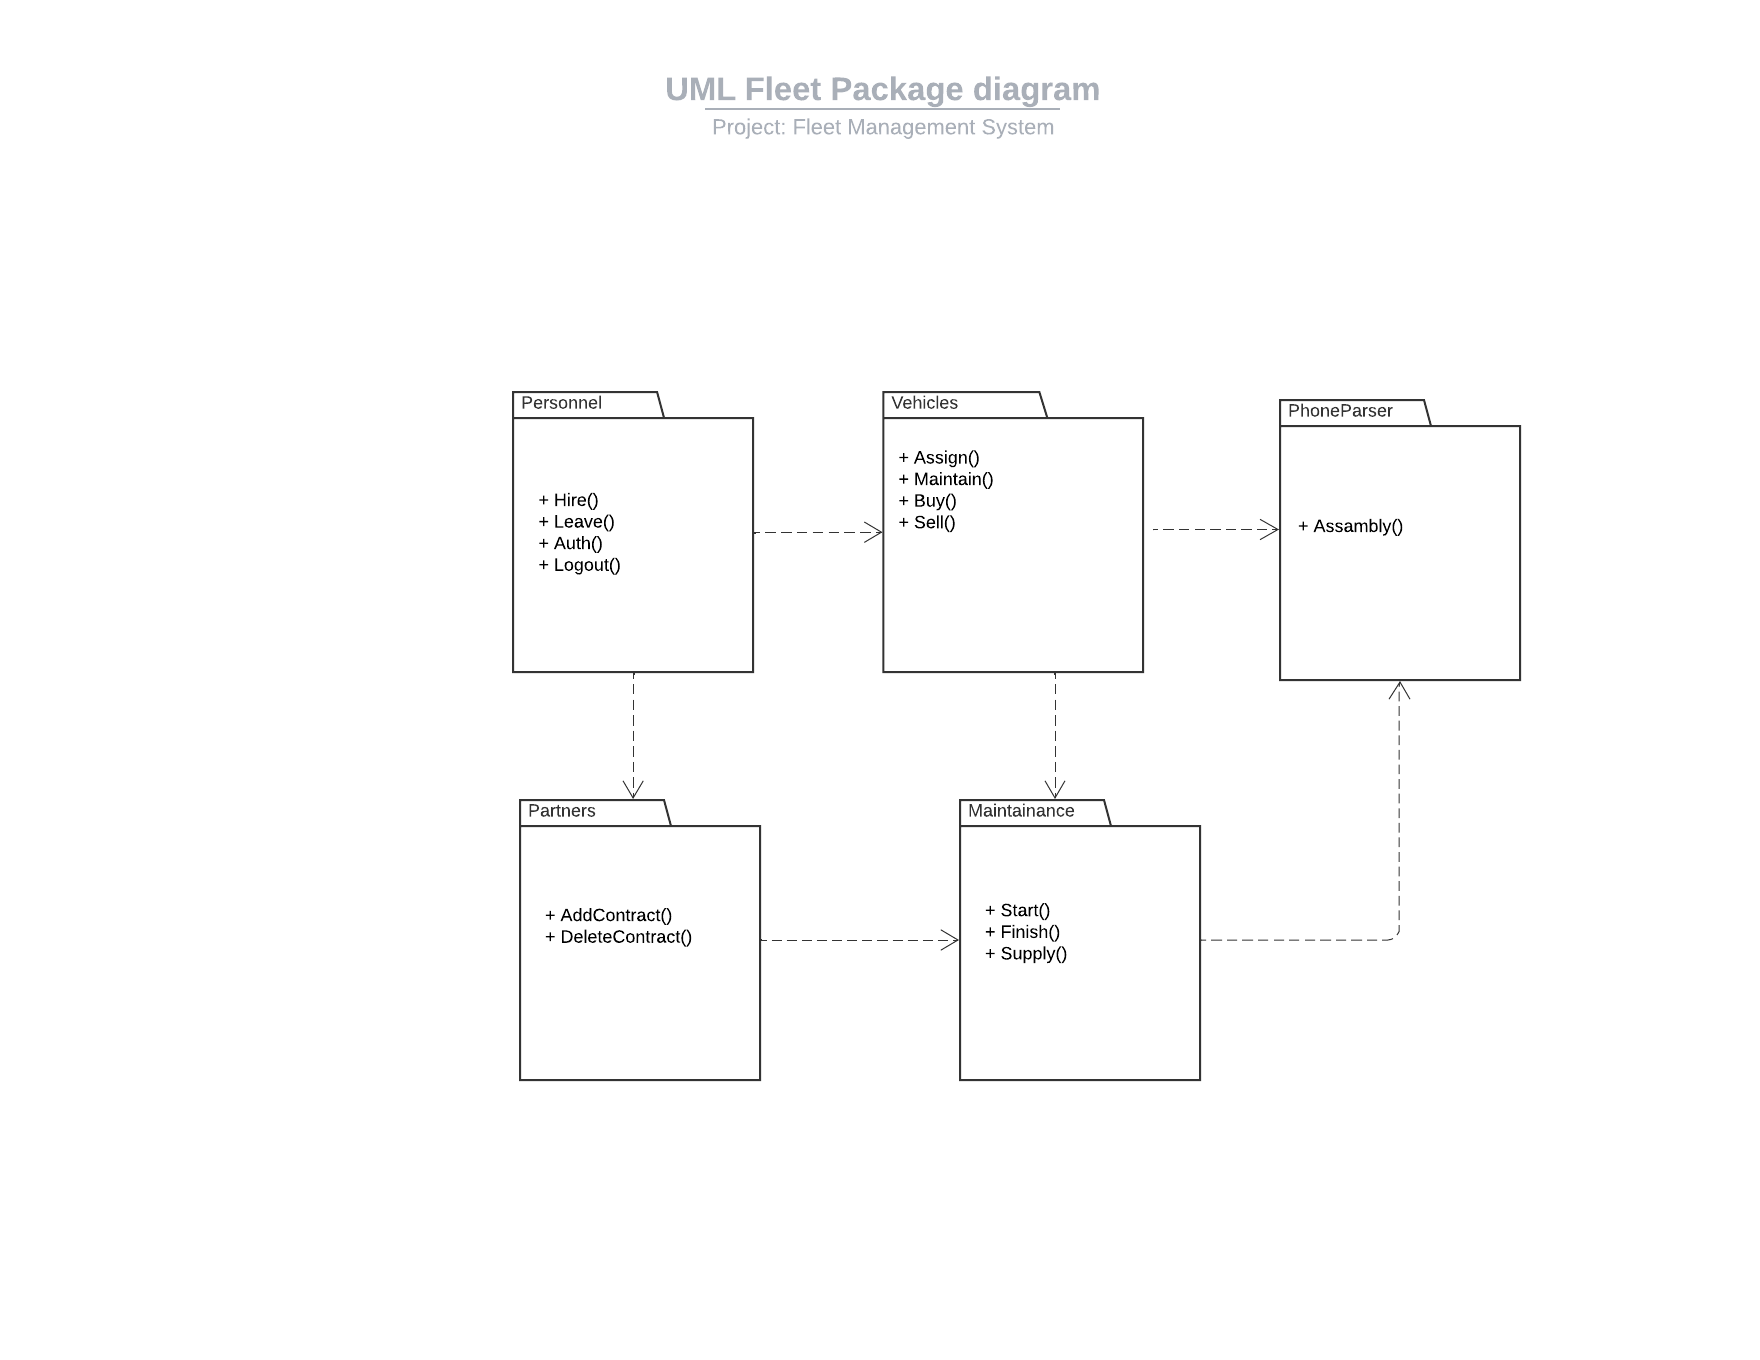 UML Fleet Package diagram
Project: Fleet Management System
Personnel
+ Hire()
+ Leave()
+ Auth()
+ Logout()
Vehicles
+ Assign()
+ Maintain()
+ Buy()
+ Sell()
PhoneParser
+ Assambly()
Partners
+ AddContract()
+ DeleteContract()
Maintainance
+ Start()
+ Finish()
+ Supply()